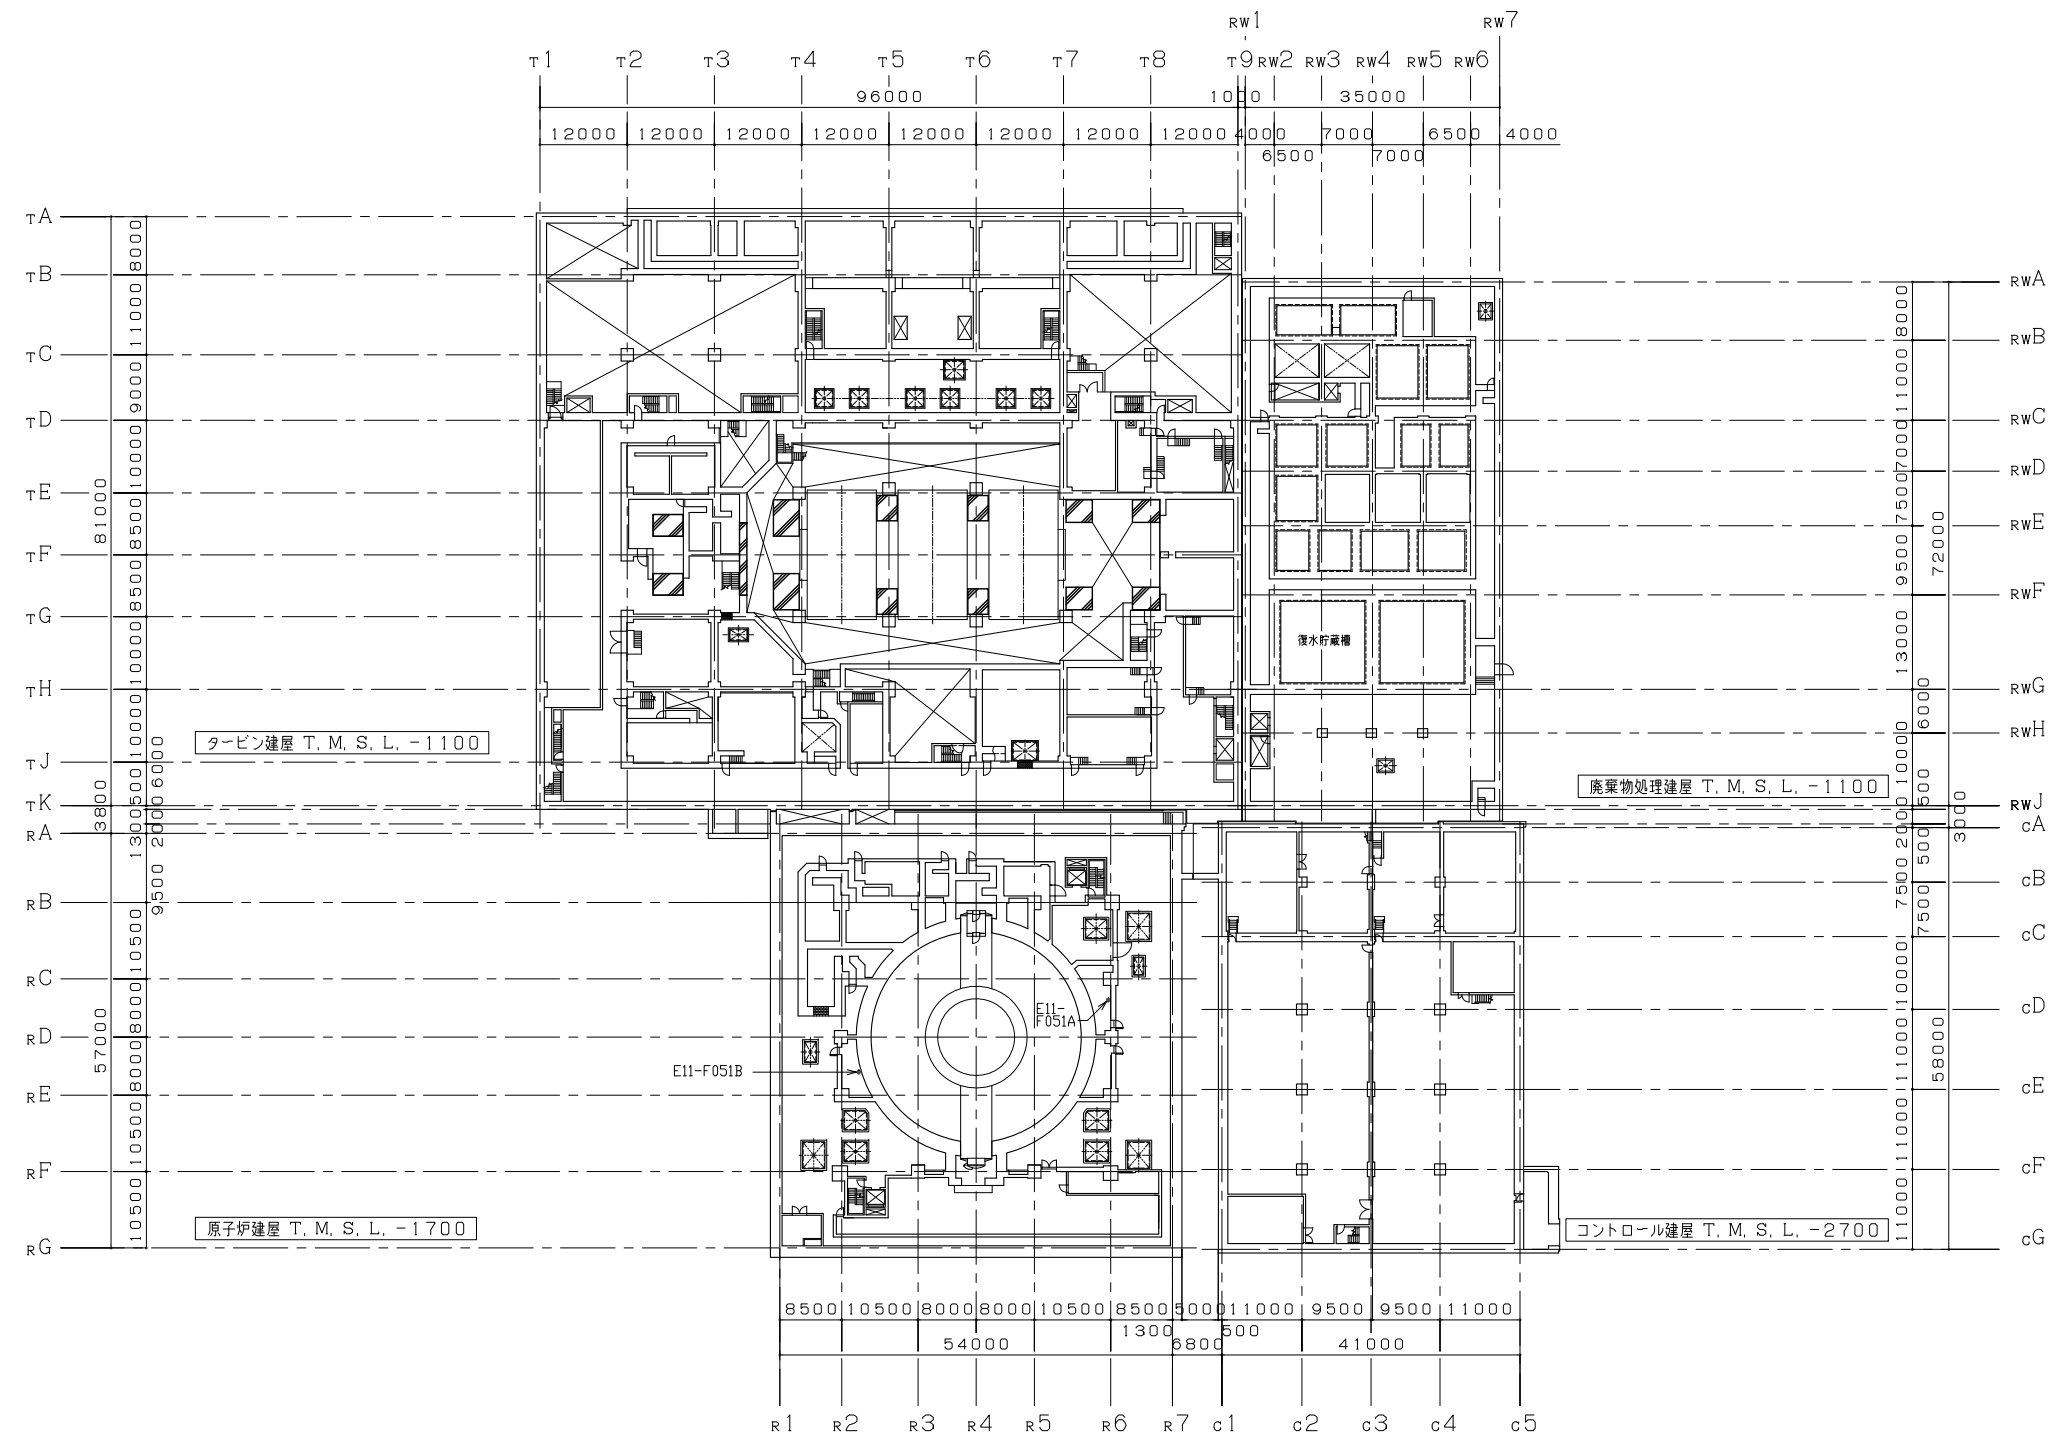 RW1 RW7
T1 T2 T3 T4 T5 T6 T7 T8 T9 RW2 RW3 RW4 RW5 RW6
96000 1000 35000
12000 12000 12000 12000 12000 12000 12000 12000 4000 7000 6500 4000
6500 7000
TA
TB
TC
TD
TE
TF
TG
TH
TJ
TK
RA
RB
RC
RD
RE
RF
RG
8000
11000
9000
10000
8500
8500
10000
10000
6000
500
1300
2000
9500
10500
8000
8000
10500
10500
81000
3800
57000
RWA
RWB
RWC
RWD
RWE
RWF
RWG
RWH
RWJ
CA
CB
CC
CD
CE
CF
CG
8000
11000
7000
7500
9500
13000
6000
10000
500
2000
500
7500
7500
10000
11000
11000
11000
72000
3000
58000
復水貯蔵槽
タービン建屋 T. M. S. L. -1100
廃棄物処理建屋 T. M. S. L. -1100
E11-
F051A
E11-F051B
原子炉建屋 T. M. S. L. -1700
コントロール建屋 T. M. S. L. -2700
8500 10500 8000 8000 10500 8500 5000 11000 9500 9500 11000
1300 500
54000 6800 41000
R1 R2 R3 R4 R5 R6 R7 C1 C2 C3 C4 C5